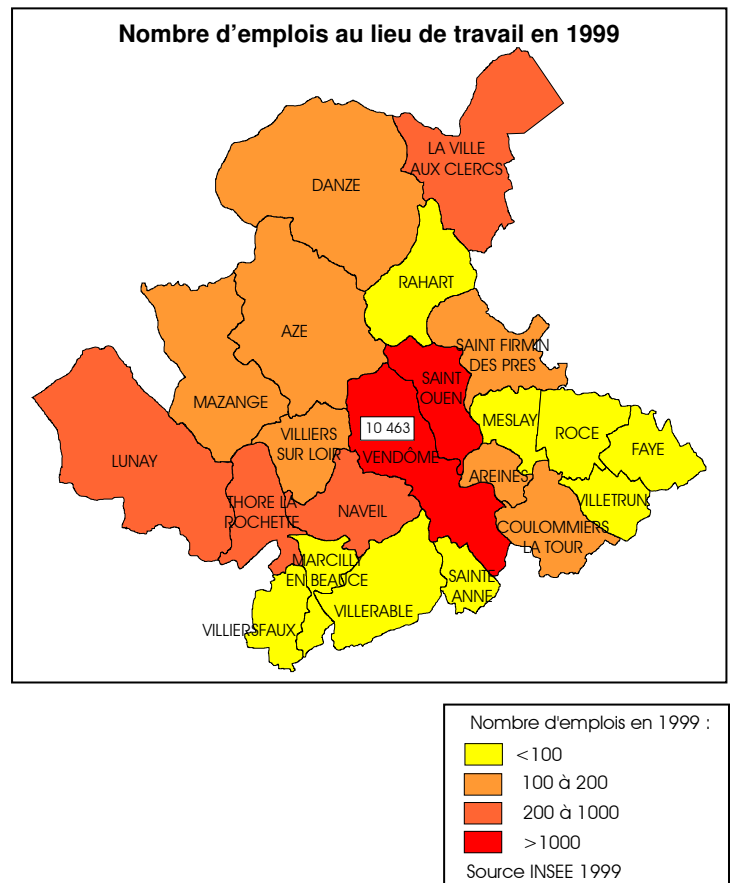 Nombre d'emplois au lieu de travail en 1999
LA VILLE
AUX CLERCS
DANZE
RAHART
AZE
SAINT FIRMIN
DES PRES
SAINT
OUEN
MAZANGE
MESLAY
10 463
VILLIERS
SUR LOIR
ROCE
FAYE
LUNAY
VENDÔME
AREINES
THORE LA
ROCHETTE
NAVEIL
VILLETRUN
COULOMMIERS
LA TOUR
MARCILLY
EN BEAUCE
SAINTE
ANNE
VILLERABLE
VILLIERSFAUX
Nombre d'emplois en 1999 :
<100
100 à 200
200 à 1000
>1000
Source INSEE 1999